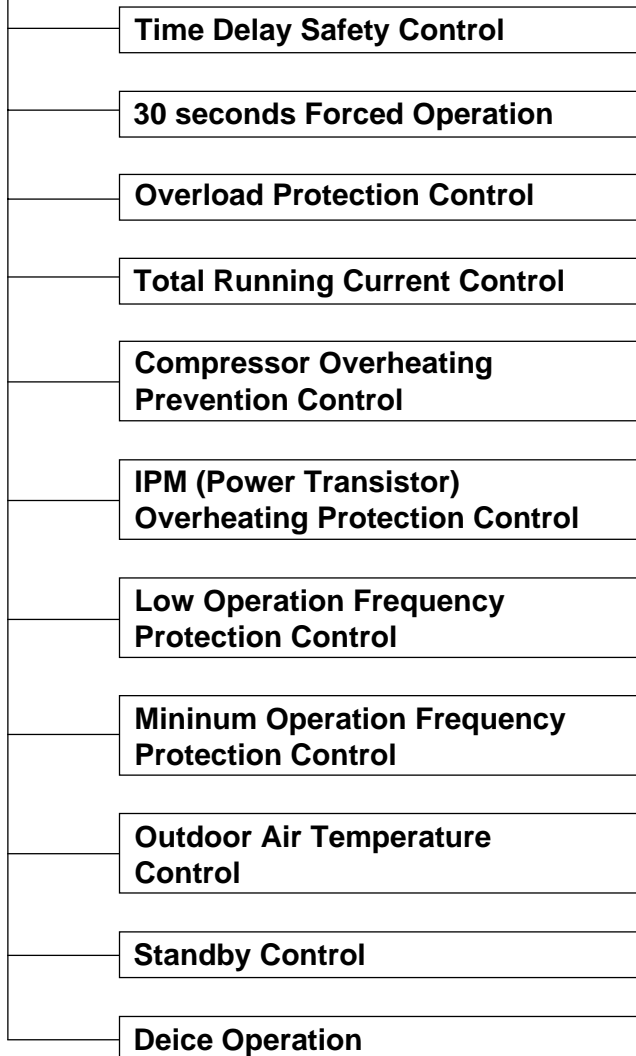 Time Delay Safety Control
30 seconds Forced Operation
Overload Protection Control
Total Running Current Control
Compressor Overheating
Prevention Control
IPM (Power Transistor)
Overheating Protection Control
Low Operation Frequency
Protection Control
Mininum Operation Frequency
Protection Control
Outdoor Air Temperature
Control
Standby Control
Deice Operation